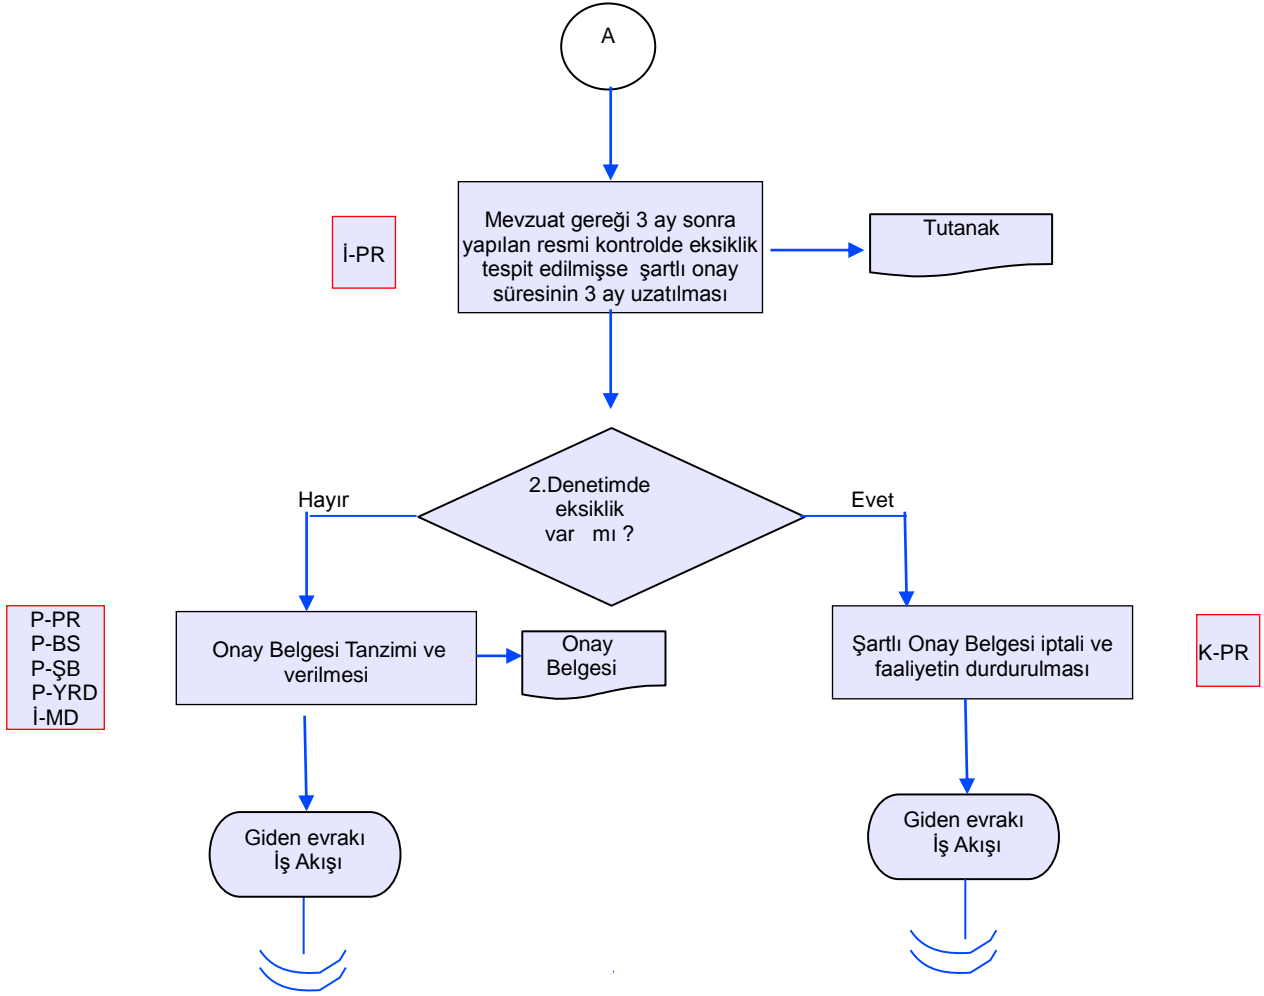 A
Mevzuat gereği 3 ay sonra
yapılan resmi kontrolde eksiklik
tespit edilmişse şartlı onay
süresinin 3 ay uzatılması
İ-PR
Tutanak
2.Denetimde
eksiklik
var mı ?
Hayır
Evet
P-PR
P-BS
P-ŞB
P-YRD
İ-MD
Onay Belgesi Tanzimi ve
verilmesi
Onay
Belgesi
Şartlı Onay Belgesi iptali ve
faaliyetin durdurulması
K-PR
Giden evrakı
İş Akışı
Giden evrakı
İş Akışı